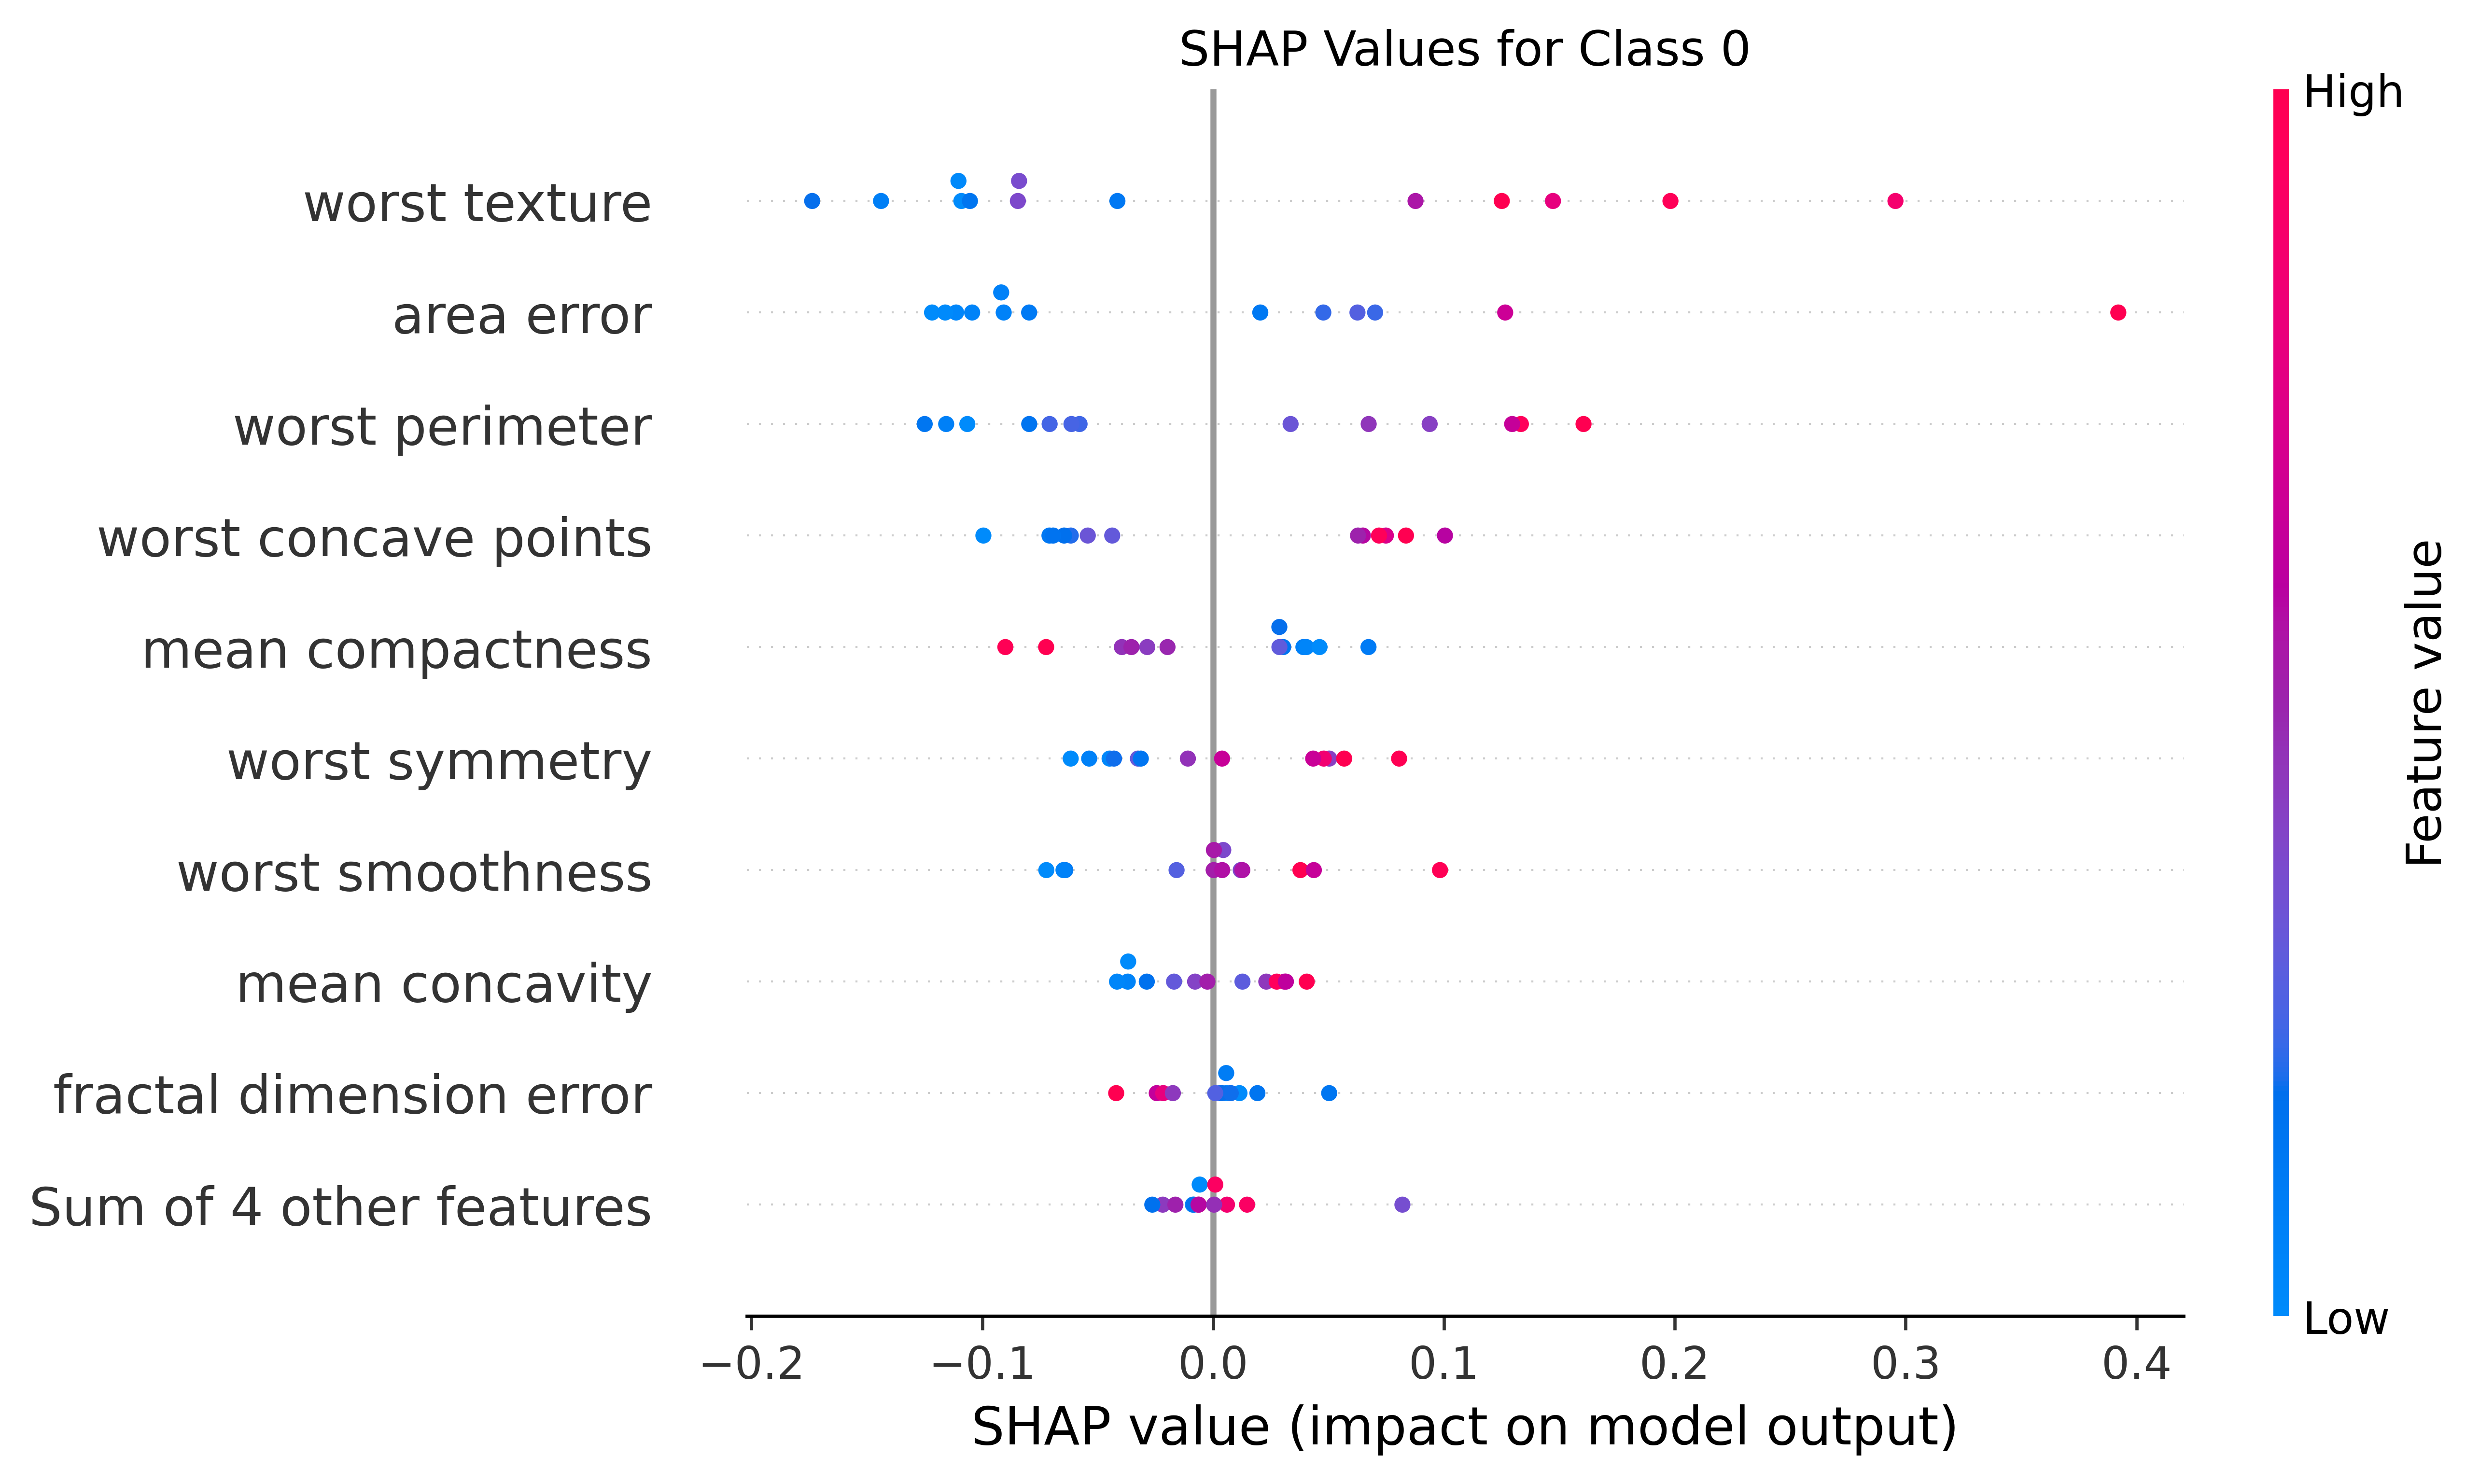 SHAP Values for Class 0
High
worst texture
area error
worst perimeter
worst concave points
mean compactness
worst symmetry
worst smoothness
mean concavity
fractal dimension error
Sum of 4 other features
Feature value
Low
−0.2 −0.1 0.0 0.1 0.2 0.3 0.4
SHAP value (impact on model output)